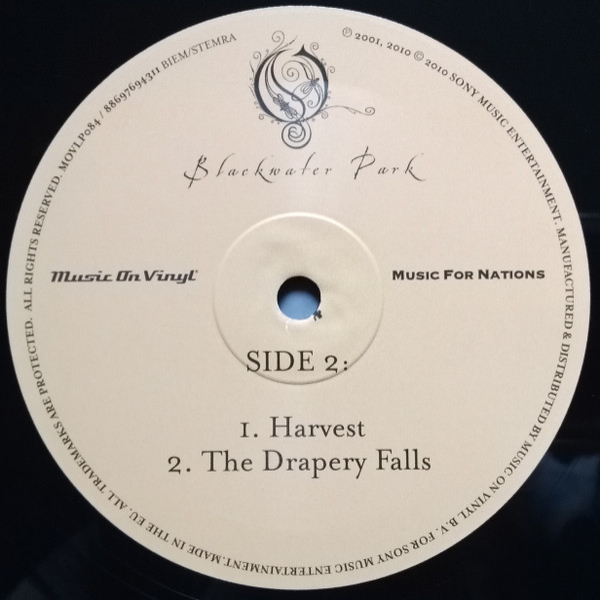 Blackwater Park
Music On Vinyl
MUSIC FOR NATIONS
SIDE 2:
1. Harvest
2. The Drapery Falls
ALL TRADEMARKS ARE PROTECTED. ALL RIGHTS RESERVED. MOVLP084 / 88697694311 BIEM/STEMRA
℗ 2001, 2010 © 2010 SONY MUSIC ENTERTAINMENT. MANUFACTURED & DISTRIBUTED BY MUSIC ON VINYL B.V. FOR SONY MUSIC ENTERTAINMENT. MADE IN THE EU.